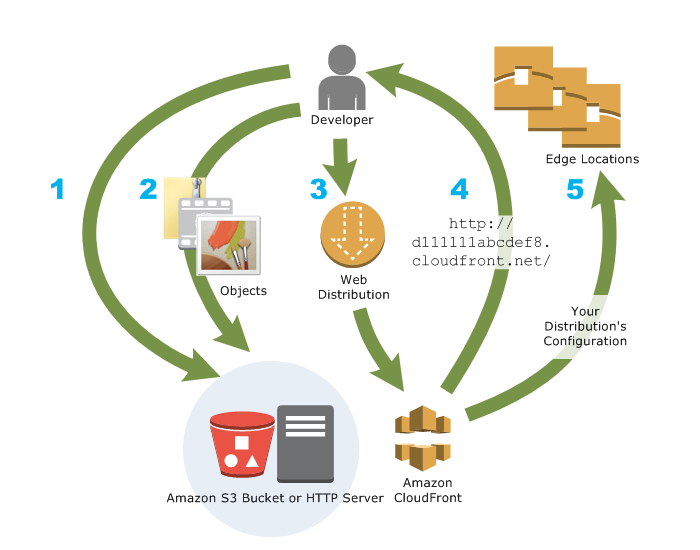 Developer
Edge Locations
1
2
3
4
5
http://
d111111abcdef8.
cloudfront.net/
Objects
Web
Distribution
Your
Distribution's
Configuration
Amazon S3 Bucket or HTTP Server
Amazon
CloudFront